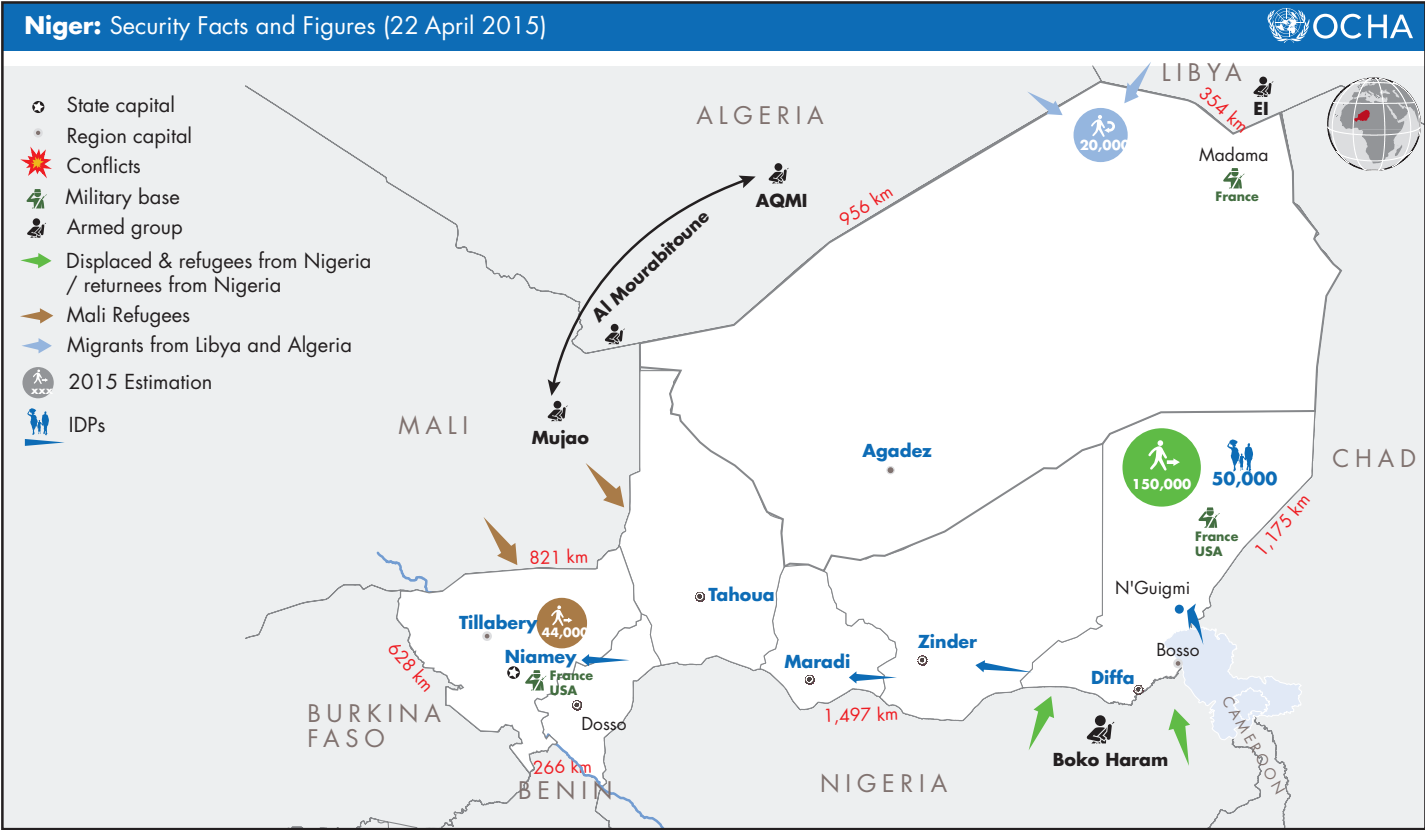 Niger: Security Facts and Figures (22 April 2015)
OCHA
State capital
Region capital
Conflicts
Military base
Armed group
Displaced & refugees from Nigeria
/ returnees from Nigeria
Mali Refugees
Migrants from Libya and Algeria
xxx
2015 Estimation
IDPs
LIBYA
ALGERIA
354 km
EI
20,000
Madama
France
AQMI
956 km
Al Mourabitoune
MALI
Mujao
Agadez
CHAD
150,000
50,000
France
USA
1,175 km
821 km
N'Guigmi
Tahoua
Tillabery
44,000
Zinder
Bosso
628 km
Niamey
Maradi
Diffa
France
USA
Dosso
1,497 km
BURKINA
FASO
CAMEROON
Boko Haram
266 km
BENIN
NIGERIA